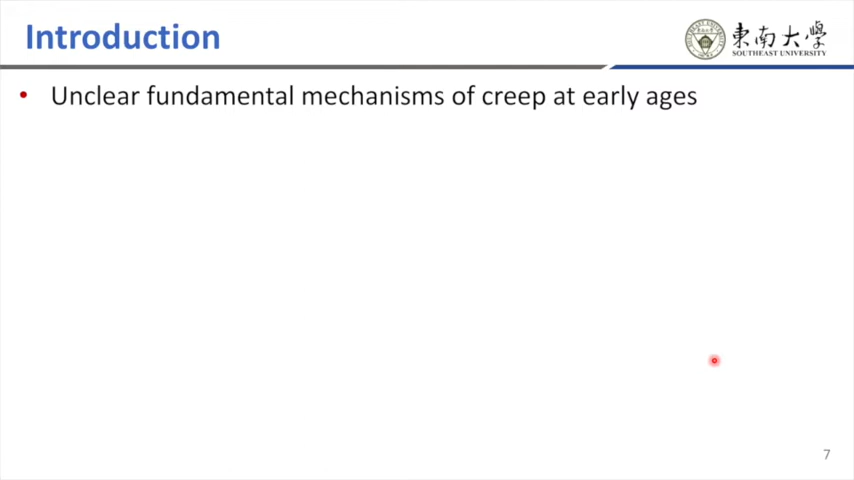 Introduction
東南大學
SOUTHEAST UNIVERSITY
• Unclear fundamental mechanisms of creep at early ages
7